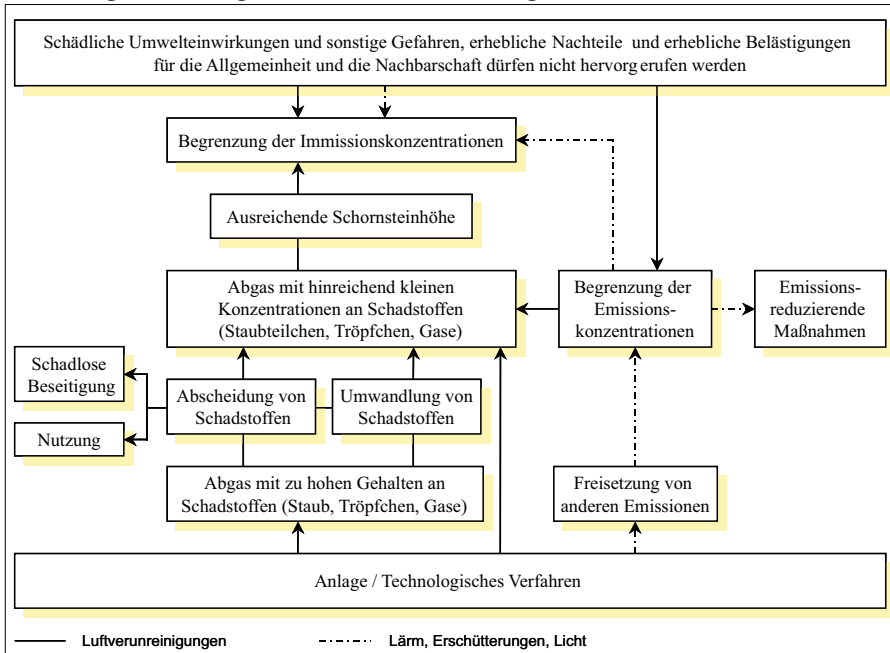 Schädliche Umwelteinwirkungen und sonstige Gefahren, erhebliche Nachteile und erhebliche Belästigungen
für die Allgemeinheit und die Nachbarschaft dürfen nicht hervorgerufen werden
Begrenzung der Immissionskonzentrationen
Ausreichende Schornsteinhöhe
Abgas mit hinreichend kleinen
Konzentrationen an Schadstoffen
(Staubteilchen, Tröpfchen, Gase)
Begrenzung der
Emissions-
konzentrationen
Emissions-
reduzierende
Maßnahmen
Schadlose
Beseitigung
Nutzung
Abscheidung von
Schadstoffen
Umwandlung von
Schadstoffen
Abgas mit zu hohen Gehalten an
Schadstoffen (Staub, Tröpfchen, Gase)
Freisetzung von
anderen Emissionen
Anlage / Technologisches Verfahren
Luftverunreinigungen
Lärm, Erschütterungen, Licht